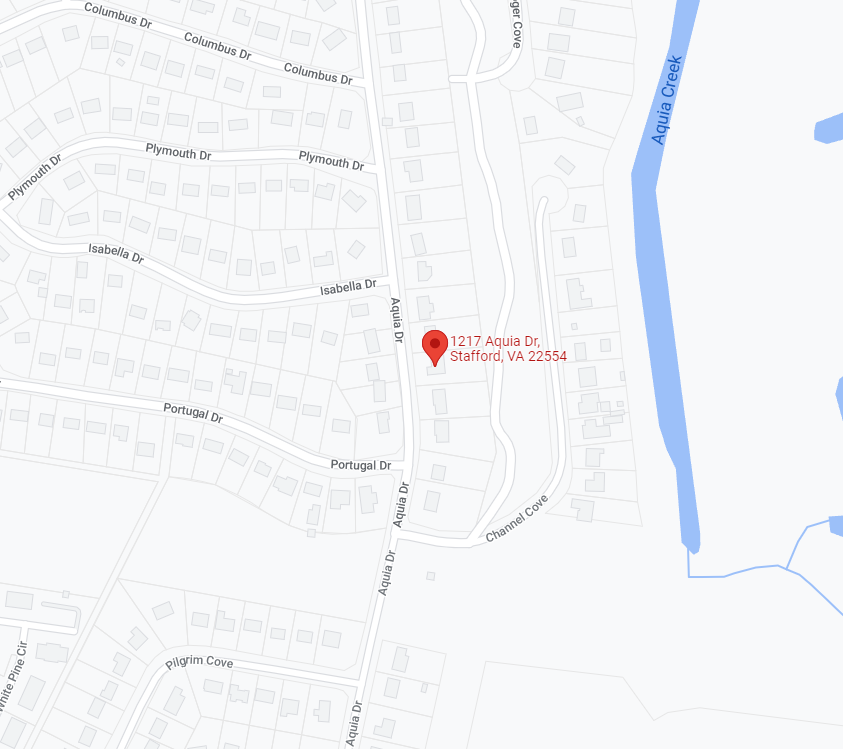 Columbus Dr
Columbus Dr
Columbus Dr
Aquia Creek
Plymouth Dr
Plymouth Dr
Plymouth Dr
Isabella Dr
Isabella Dr
Aquia Dr
1217 Aquia Dr,
Stafford, VA 22554
Portugal Dr
Portugal Dr
Aquia Dr
Channel Cove
Aquia Dr
White Pine Cir
Pilgrim Cove
Aquia Dr